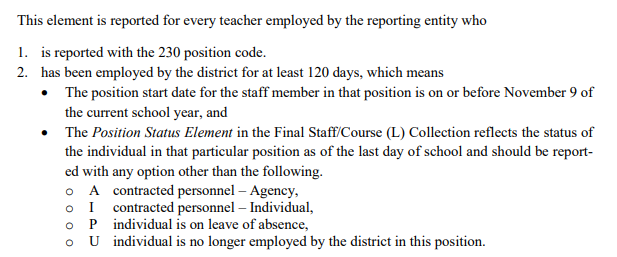 This element is reported for every teacher employed by the reporting entity who
1. is reported with the 230 position code.
2. has been employed by the district for at least 120 days, which means
• The position start date for the staff member in that position is on or before November 9 of
the current school year, and
• The Position Status Element in the Final Staff/Course (L) Collection reflects the status of
the individual in that particular position as of the last day of school and should be report-
ed with any option other than the following.
o A contracted personnel – Agency,
o I contracted personnel – Individual,
o P individual is on leave of absence,
o U individual is no longer employed by the district in this position.